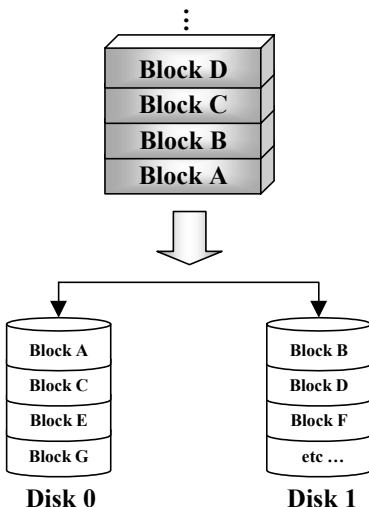 ⋮
Block D
Block C
Block B
Block A
Block A
Block C
Block E
Block G
Disk 0
Block B
Block D
Block F
etc ...
Disk 1